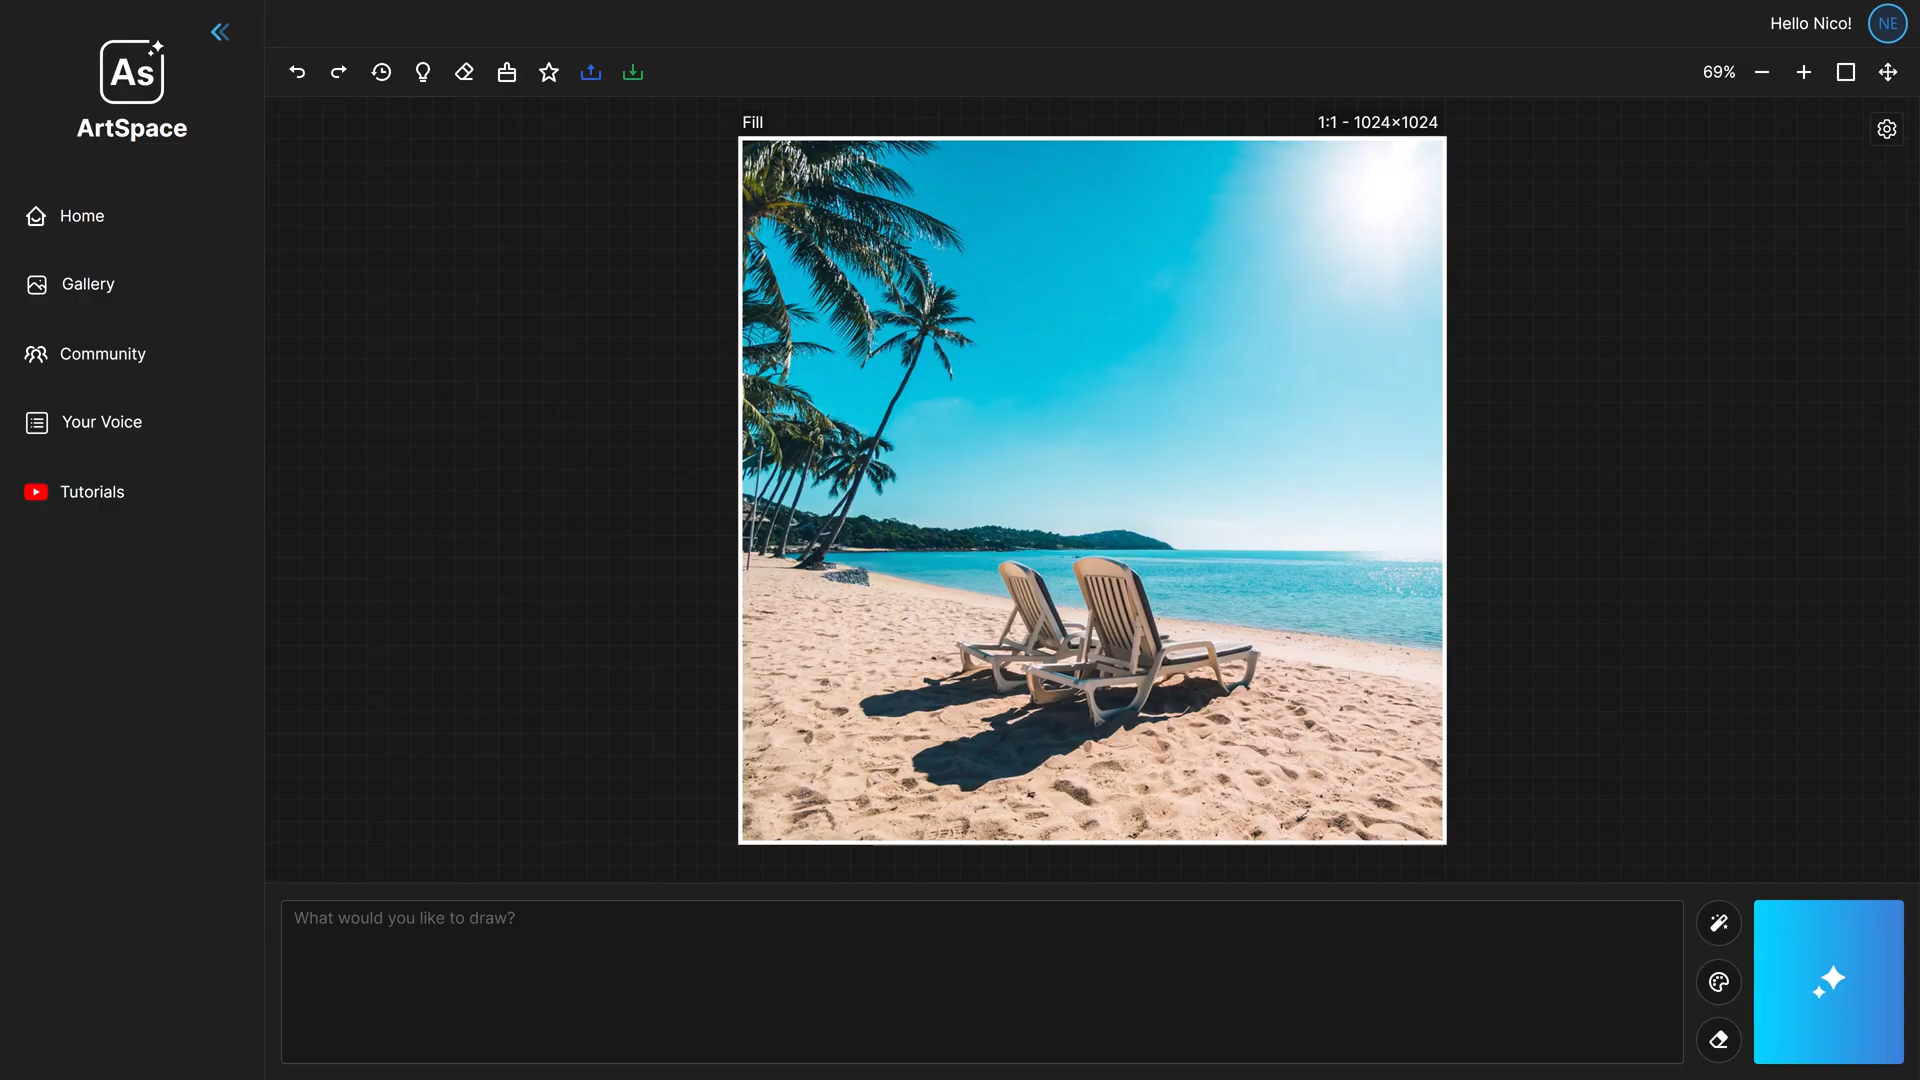 As
ArtSpace
Home
Gallery
Community
Your Voice
Tutorials
Hello Nico!
NE
69%
Fill
1:1 - 1024×1024
What would you like to draw?